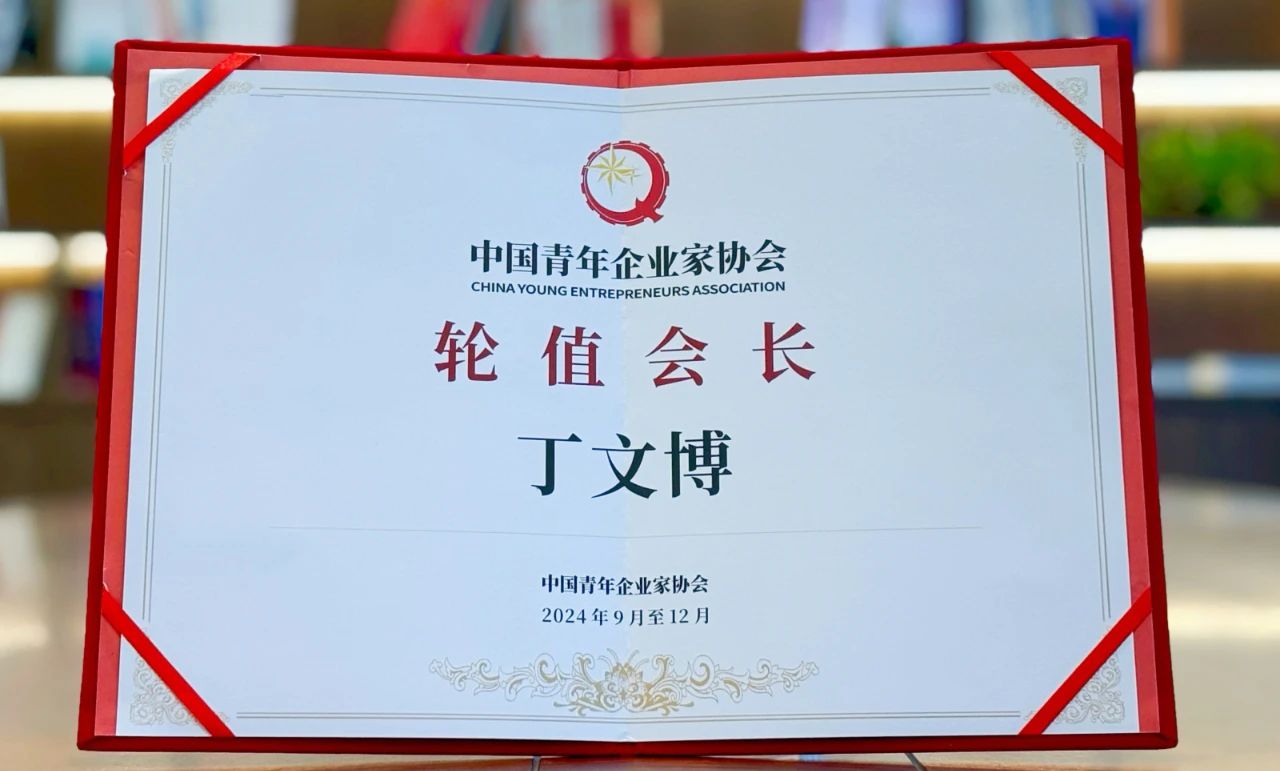 中国青年企业家协会
CHINA YOUNG ENTREPRENEURS ASSOCIATION
轮值会长
丁文博
中国青年企业家协会
2024年9月至12月